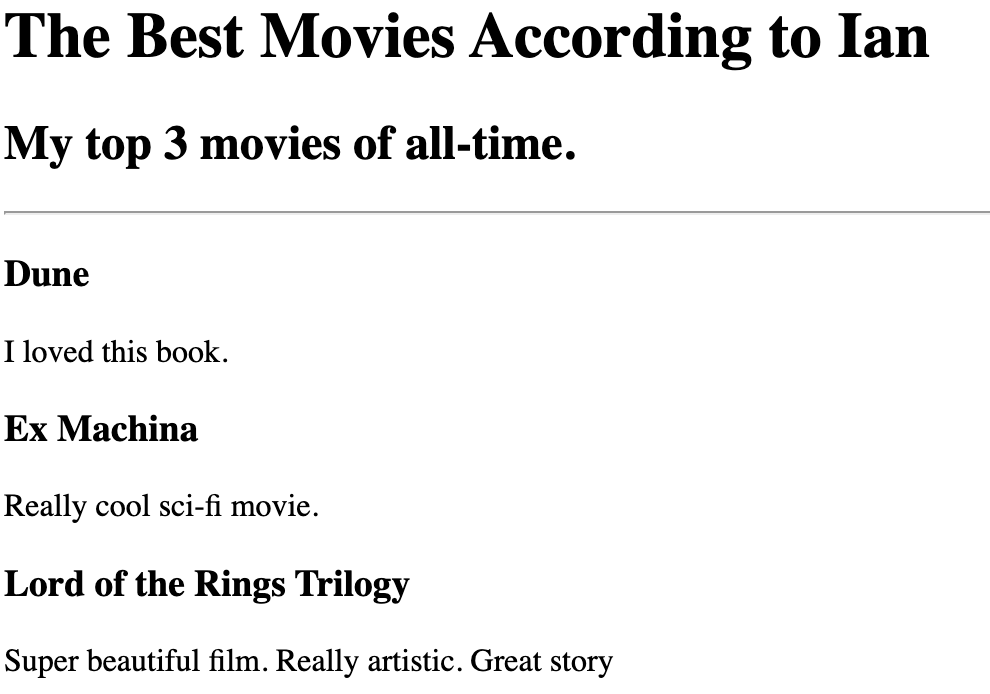 The Best Movies According to Ian
My top 3 movies of all-time.
Dune
I loved this book.
Ex Machina
Really cool sci-fi movie.
Lord of the Rings Trilogy
Super beautiful film. Really artistic. Great story